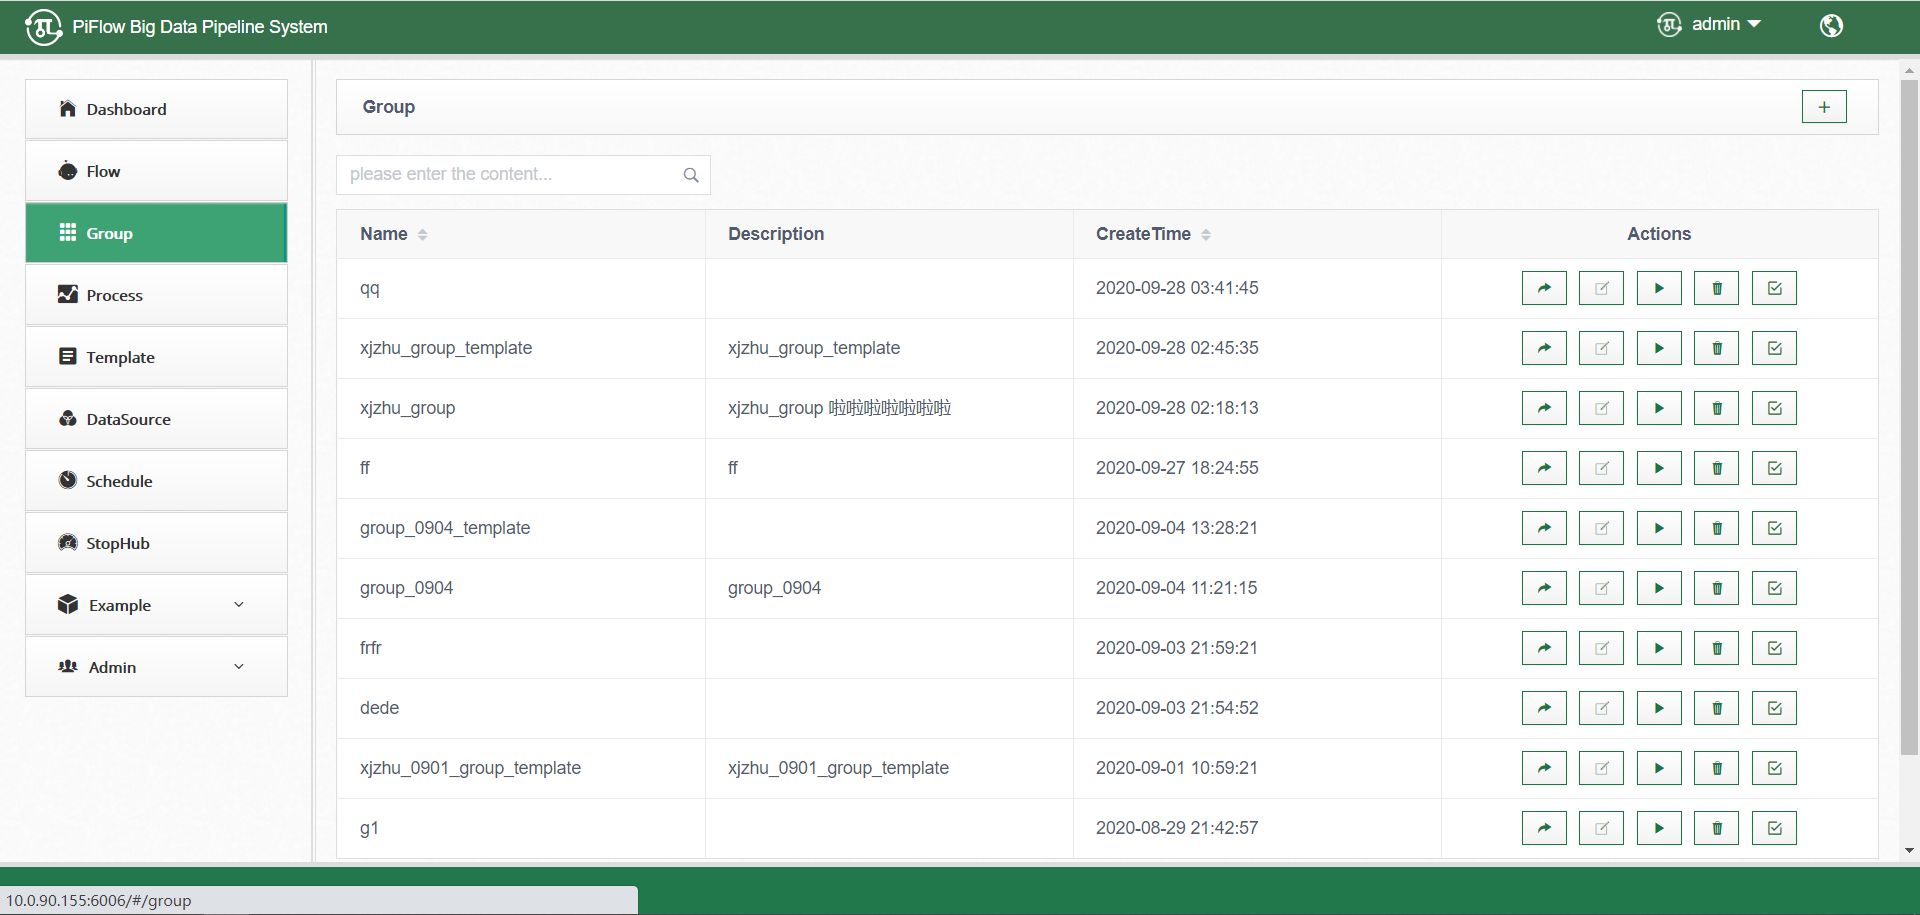 PiFlow Big Data Pipeline System
admin
Dashboard
Flow
Group
Process
Template
DataSource
Schedule
StopHub
Example
Admin
Group
+
please enter the content...
Name Description CreateTime Actions
qq 2020-09-28 03:41:45
xjzhu_group_template xjzhu_group_template 2020-09-28 02:45:35
xjzhu_group xjzhu_group 啦啦啦啦啦啦啦 2020-09-28 02:18:13
ff ff 2020-09-27 18:24:55
group_0904_template 2020-09-04 13:28:21
group_0904 group_0904 2020-09-04 11:21:15
frfr 2020-09-03 21:59:21
dede 2020-09-03 21:54:52
xjzhu_0901_group_template xjzhu_0901_group_template 2020-09-01 10:59:21
g1 2020-08-29 21:42:57
10.0.90.155:6006/#/group